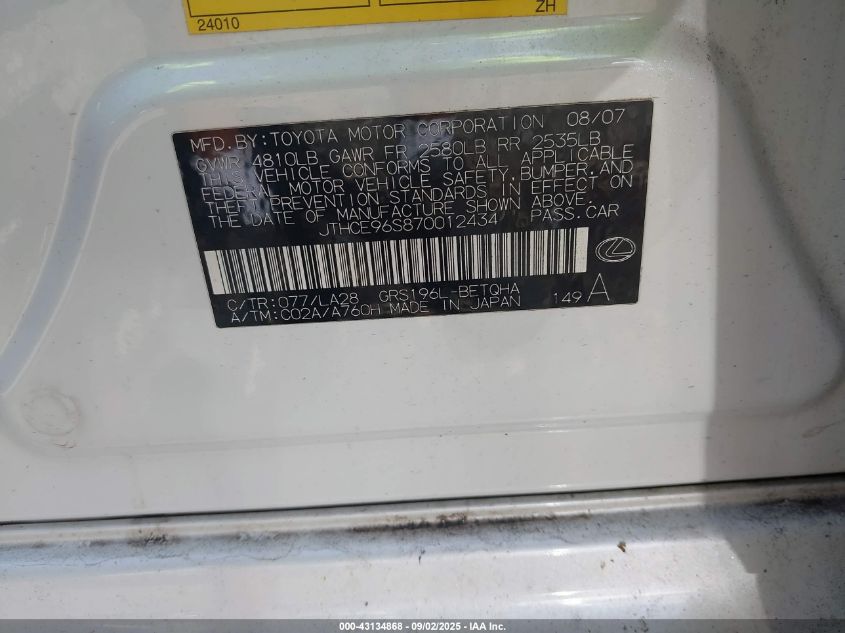 24010 ZH
MFD.BY:TOYOTA MOTOR CORPORATION 08/07
GVWR 4810LB GAWR FR 2580LB RR 2535LB
THIS VEHICLE CONFORMS TO ALL APPLICABLE
FEDERAL MOTOR VEHICLE SAFETY,BUMPER,AND
THEFT PREVENTION STANDARDS IN EFFECT ON
THE DATE OF MANUFACTURE SHOWN ABOVE.
JTHCE96S870012434 PASS.CAR
C/TR:077/LA28 GRS196L-BETQHA
A/TM:C02A/A760H MADE IN JAPAN 149 A
000-43134868 - 09/02/2025 - IAA Inc.